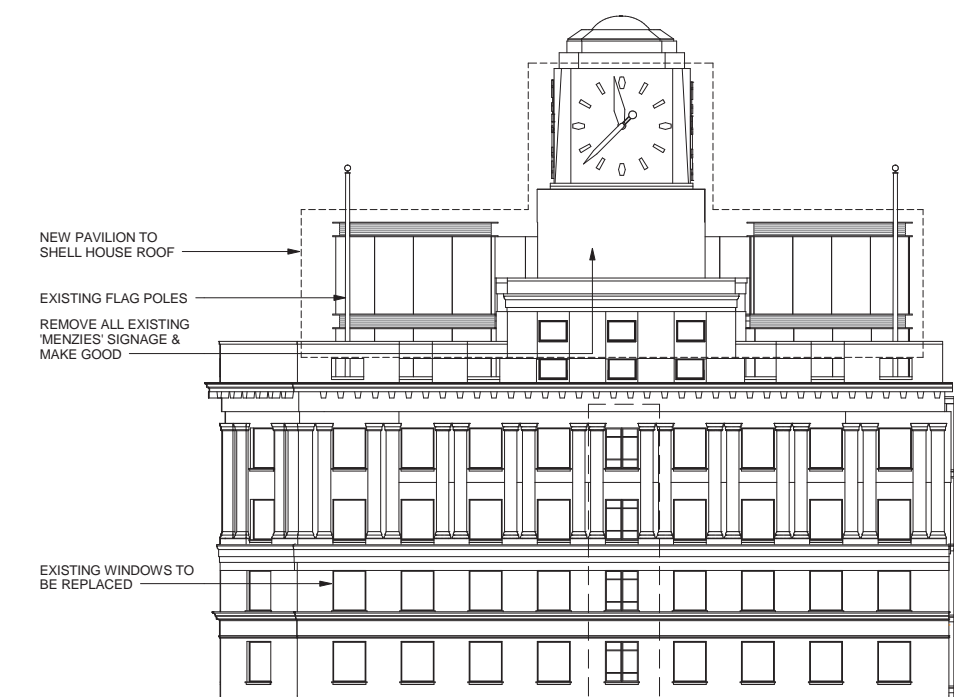 NEW PAVILION TO
SHELL HOUSE ROOF
EXISTING FLAG POLES
REMOVE ALL EXISTING
'MENZIES' SIGNAGE &
MAKE GOOD
EXISTING WINDOWS TO
BE REPLACED